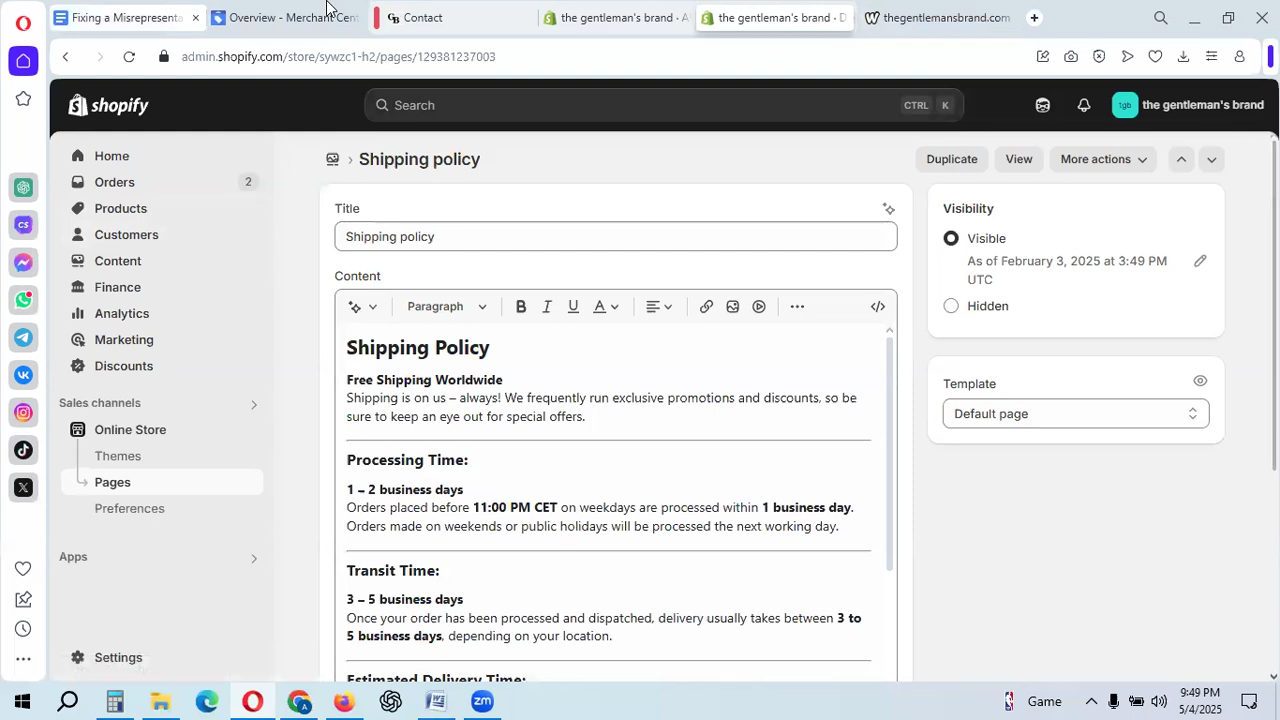 Fixing a Misrepresenta
Overview - Merchant Cent
Contact
the gentleman's brand · A
the gentleman's brand · D
thegentlemansbrand.com
admin.shopify.com/store/sywzc1-h2/pages/129381237003
shopify
Search
CTRL K
1gb
the gentleman's brand
Home
Orders
2
Products
Customers
Content
Finance
Analytics
Marketing
Discounts
Sales channels
Online Store
Themes
Pages
Preferences
Apps
Settings
Shipping policy
Duplicate
View
More actions
Title
Shipping policy
Content
Paragraph
B I U A
Shipping Policy
Free Shipping Worldwide
Shipping is on us – always! We frequently run exclusive promotions and discounts, so be
sure to keep an eye out for special offers.
Processing Time:
1 – 2 business days
Orders placed before 11:00 PM CET on weekdays are processed within 1 business day.
Orders made on weekends or public holidays will be processed the next working day.
Transit Time:
3 – 5 business days
Once your order has been processed and dispatched, delivery usually takes between 3 to
5 business days, depending on your location.
Estimated Delivery Time:
Visibility
Visible
As of February 3, 2025 at 3:49 PM
UTC
Hidden
Template
Default page
Game
9:49 PM
5/4/2025